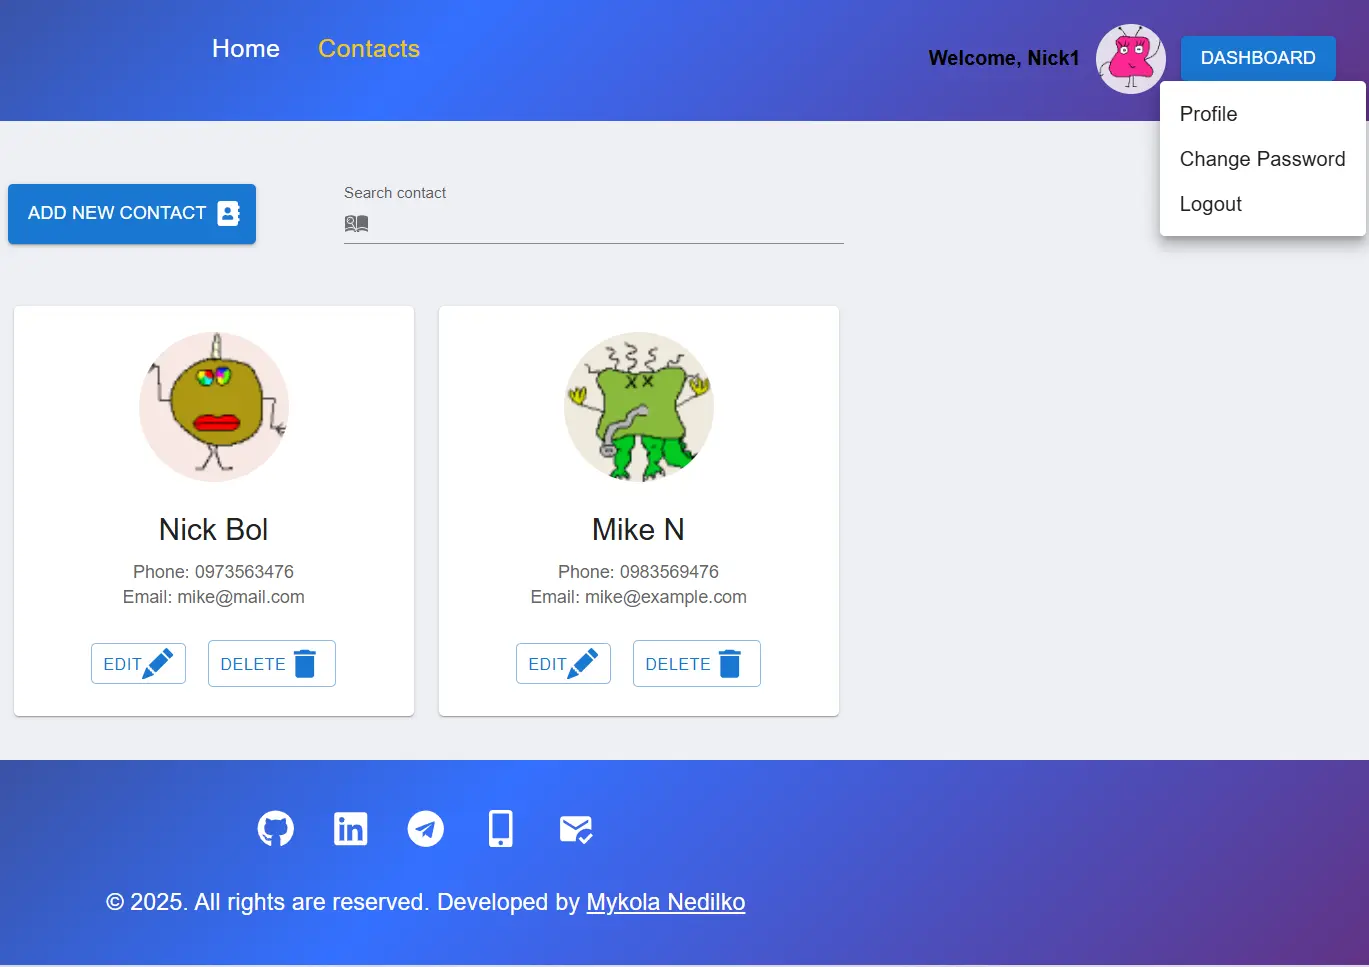 Home
Contacts
Welcome, Nick1
DASHBOARD
Profile
Change Password
Logout
ADD NEW CONTACT
Search contact
Nick Bol
Phone: 0973563476
Email: mike@mail.com
EDIT
DELETE
Mike N
Phone: 0983569476
Email: mike@example.com
EDIT
DELETE
© 2025. All rights are reserved. Developed by Mykola Nedilko